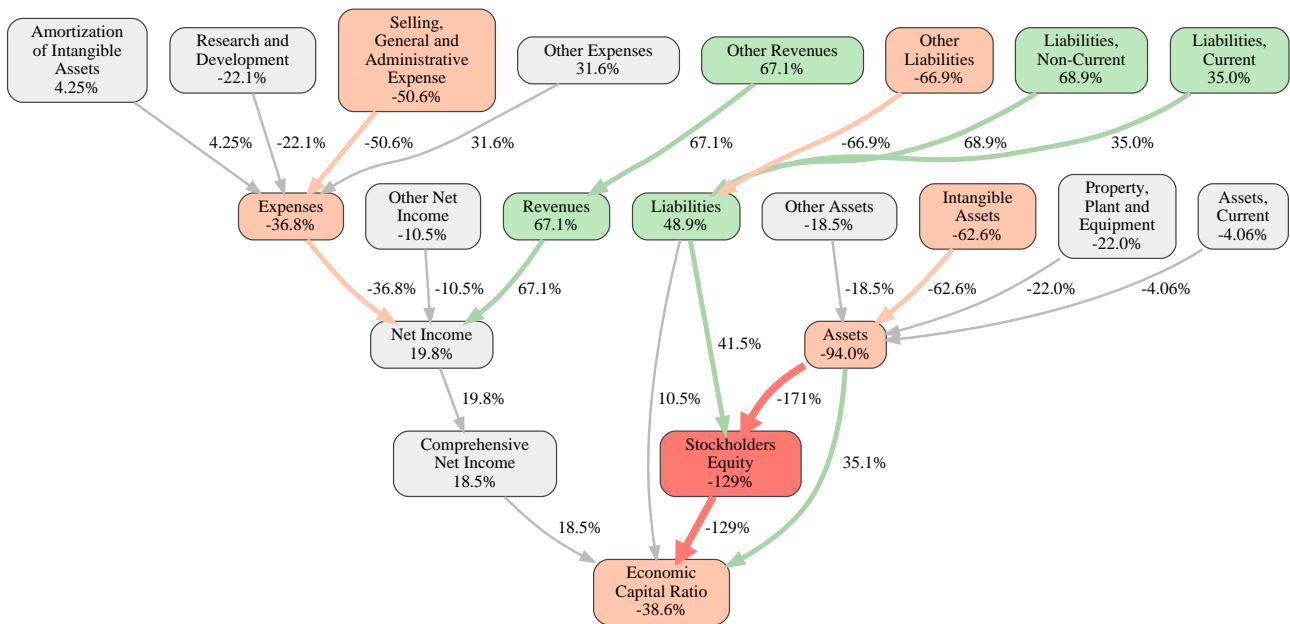 Amortization
of Intangible
Assets
4.25%
Research and
Development
-22.1%
Selling,
General and
Administrative
Expense
-50.6%
Other Expenses
31.6%
Other Revenues
67.1%
Other
Liabilities
-66.9%
Liabilities,
Non-Current
68.9%
Liabilities,
Current
35.0%
4.25%
-22.1%
-50.6%
31.6%
67.1%
-66.9%
68.9%
35.0%
Expenses
-36.8%
Other Net
Income
-10.5%
Revenues
67.1%
Liabilities
48.9%
Other Assets
-18.5%
Intangible
Assets
-62.6%
Property,
Plant and
Equipment
-22.0%
Assets,
Current
-4.06%
-36.8%
-10.5%
67.1%
-18.5%
-62.6%
-22.0%
-4.06%
Net Income
19.8%
41.5%
Assets
-94.0%
19.8%
10.5%
-171%
Comprehensive
Net Income
18.5%
Stockholders
Equity
-129%
35.1%
18.5%
-129%
Economic
Capital Ratio
-38.6%